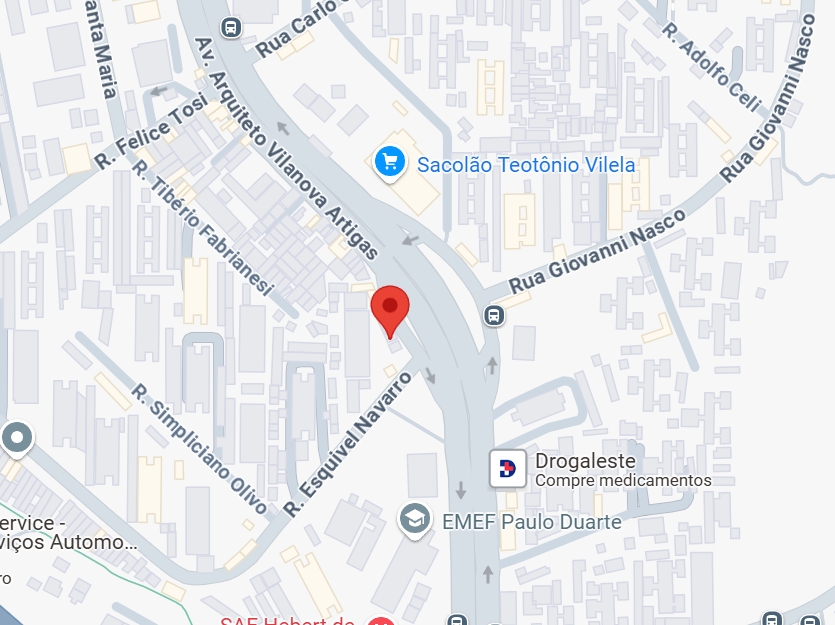 anta Maria
Rua Carlo
R. Adolfo Celi
Rua Giovanni Nasco
Av. Arquiteto Vilanova Artigas
R. Felice Tosi
R. Tibério Fabrianesi
Sacolão Teotônio Vilela
Rua Giovanni Nasco
R. Simpliciano Olivo
R. Esquivel Navarro
Drogaleste
Compre medicamentos
EMEF Paulo Duarte
ervice -
viços Automo...
ro
SAE Hebert de